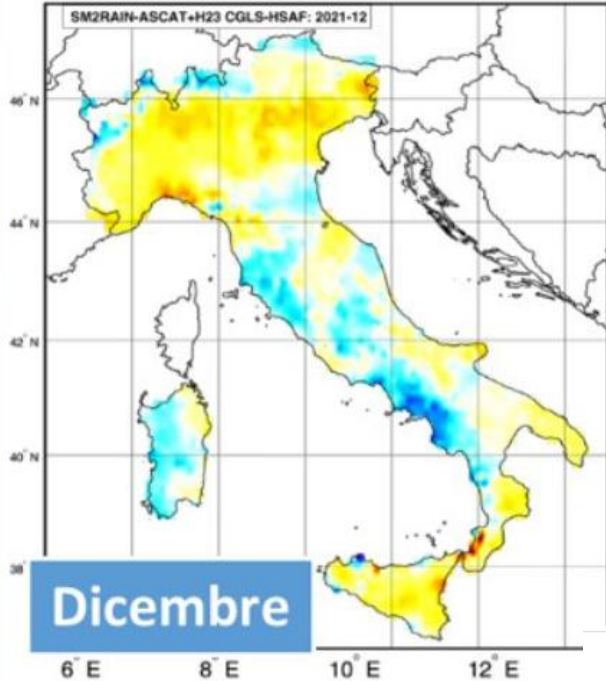 SM2RAIN-ASCAT+H23 CGLS-HSAF: 2021-12
46° N
44° N
42° N
40° N
38°
Dicembre
6° E 8° E 10° E 12° E